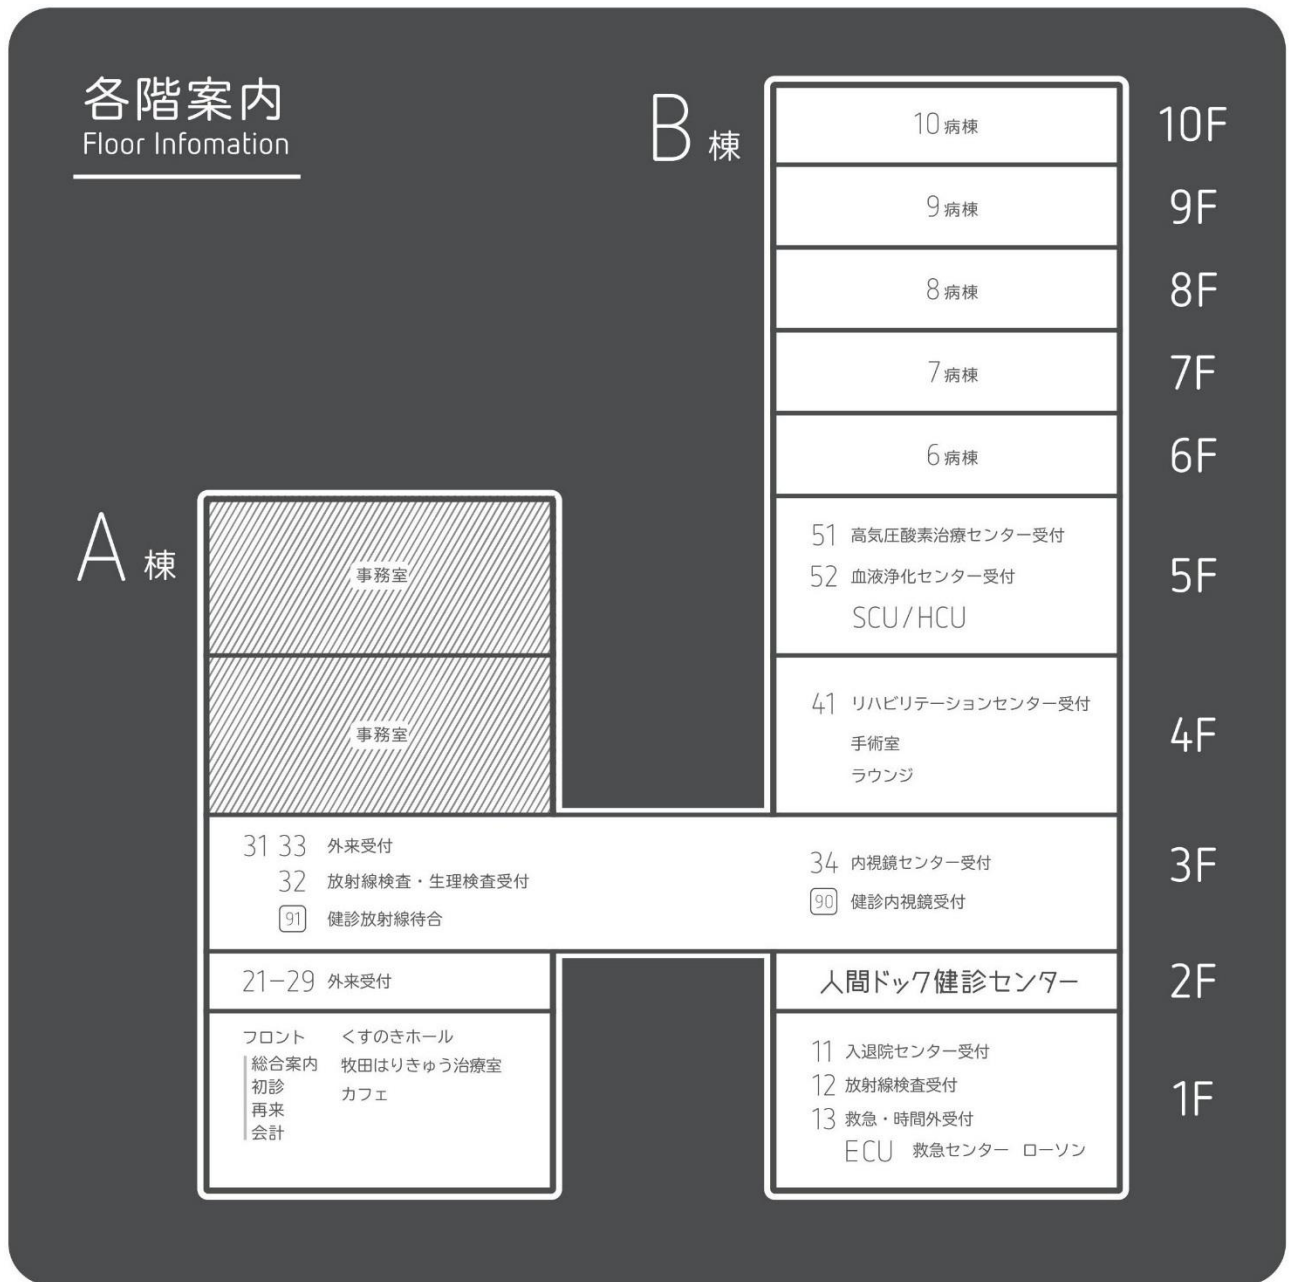 各階案内
Floor Infomation
B 棟
10病棟
10F
9病棟
9F
8病棟
8F
7病棟
7F
6病棟
6F
A 棟
事務室
51 高気圧酸素治療センター受付
52 血液浄化センター受付
SCU/HCU
5F
事務室
41 リハビリテーションセンター受付
手術室
ラウンジ
4F
31 33 外来受付
32 放射線検査・生理検査受付
91 健診放射線待合
34 内視鏡センター受付
90 健診内視鏡受付
3F
21-29 外来受付
人間ドック健診センター
2F
フロント
総合案内
初診
再来
会計
くすのきホール
牧田はりきゅう治療室
カフェ
11 入退院センター受付
12 放射線検査受付
13 救急・時間外受付
ECU 救急センター ローソン
1F